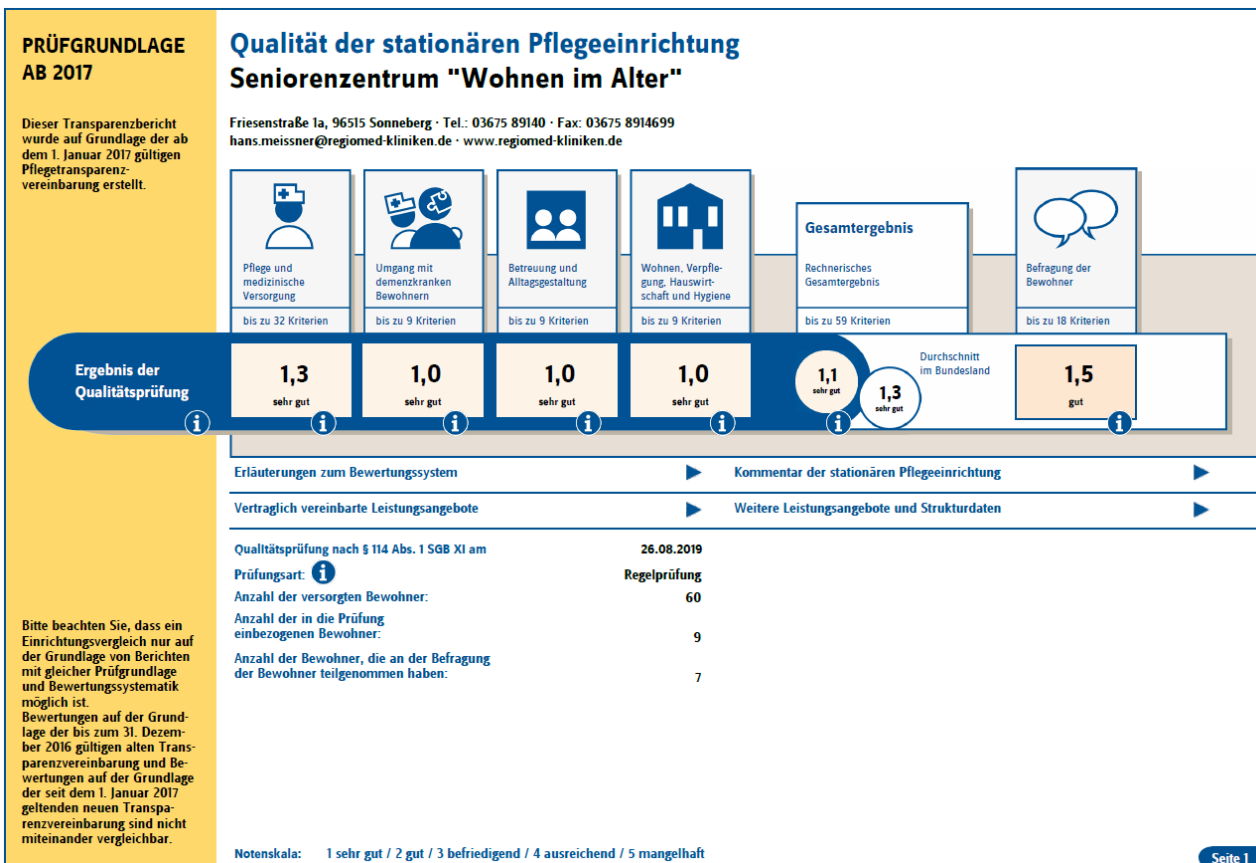 PRÜFGRUNDLAGE
AB 2017
Dieser Transparenzbericht
wurde auf Grundlage der ab
dem 1. Januar 2017 gültigen
Pflegetransparenz-
vereinbarung erstellt.
Qualität der stationären Pflegeeinrichtung
Seniorenzentrum "Wohnen im Alter"
Friesenstraße 1a, 96515 Sonneberg · Tel.: 03675 89140 · Fax: 03675 8914699
hans.meissner@regiomed-kliniken.de · www.regiomed-kliniken.de
Pflege und
medizinische
Versorgung
bis zu 32 Kriterien
Umgang mit
demenzkranken
Bewohnern
bis zu 9 Kriterien
Betreuung und
Alltagsgestaltung
bis zu 9 Kriterien
Wohnen, Verpfle-
gung, Hauswirt-
schaft und Hygiene
bis zu 9 Kriterien
Gesamtergebnis
Rechnerisches
Gesamtergebnis
bis zu 59 Kriterien
Befragung der
Bewohner
bis zu 18 Kriterien
Ergebnis der
Qualitätsprüfung
1,3
sehr gut
1,0
sehr gut
1,0
sehr gut
1,0
sehr gut
1,1
sehr gut
1,3
sehr gut
Durchschnitt
im Bundesland
1,5
gut
Erläuterungen zum Bewertungssystem
Kommentar der stationären Pflegeeinrichtung
Vertraglich vereinbarte Leistungsangebote
Weitere Leistungsangebote und Strukturdaten
Qualitätsprüfung nach § 114 Abs. 1 SGB XI am 26.08.2019
Prüfungsart: Regelprüfung
Anzahl der versorgten Bewohner: 60
Anzahl der in die Prüfung
einbezogenen Bewohner: 9
Anzahl der Bewohner, die an der Befragung
der Bewohner teilgenommen haben: 7
Bitte beachten Sie, dass ein
Einrichtungsvergleich nur auf
der Grundlage von Berichten
mit gleicher Prüfgrundlage
und Bewertungssystematik
möglich ist.
Bewertungen auf der Grund-
lage der bis zum 31. Dezem-
ber 2016 gültigen alten Trans-
parenzvereinbarung und Be-
wertungen auf der Grundlage
der seit dem 1. Januar 2017
geltenden neuen Transpa-
renzvereinbarung sind nicht
miteinander vergleichbar.
Notenskala: 1 sehr gut / 2 gut / 3 befriedigend / 4 ausreichend / 5 mangelhaft
Seite 1